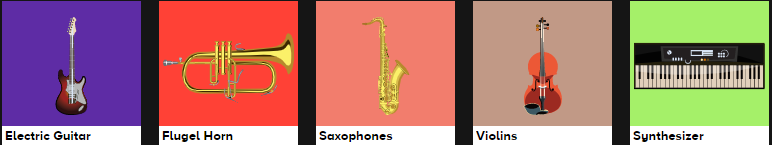 Electric Guitar
Flugel Horn
Saxophones
Violins
Synthesizer